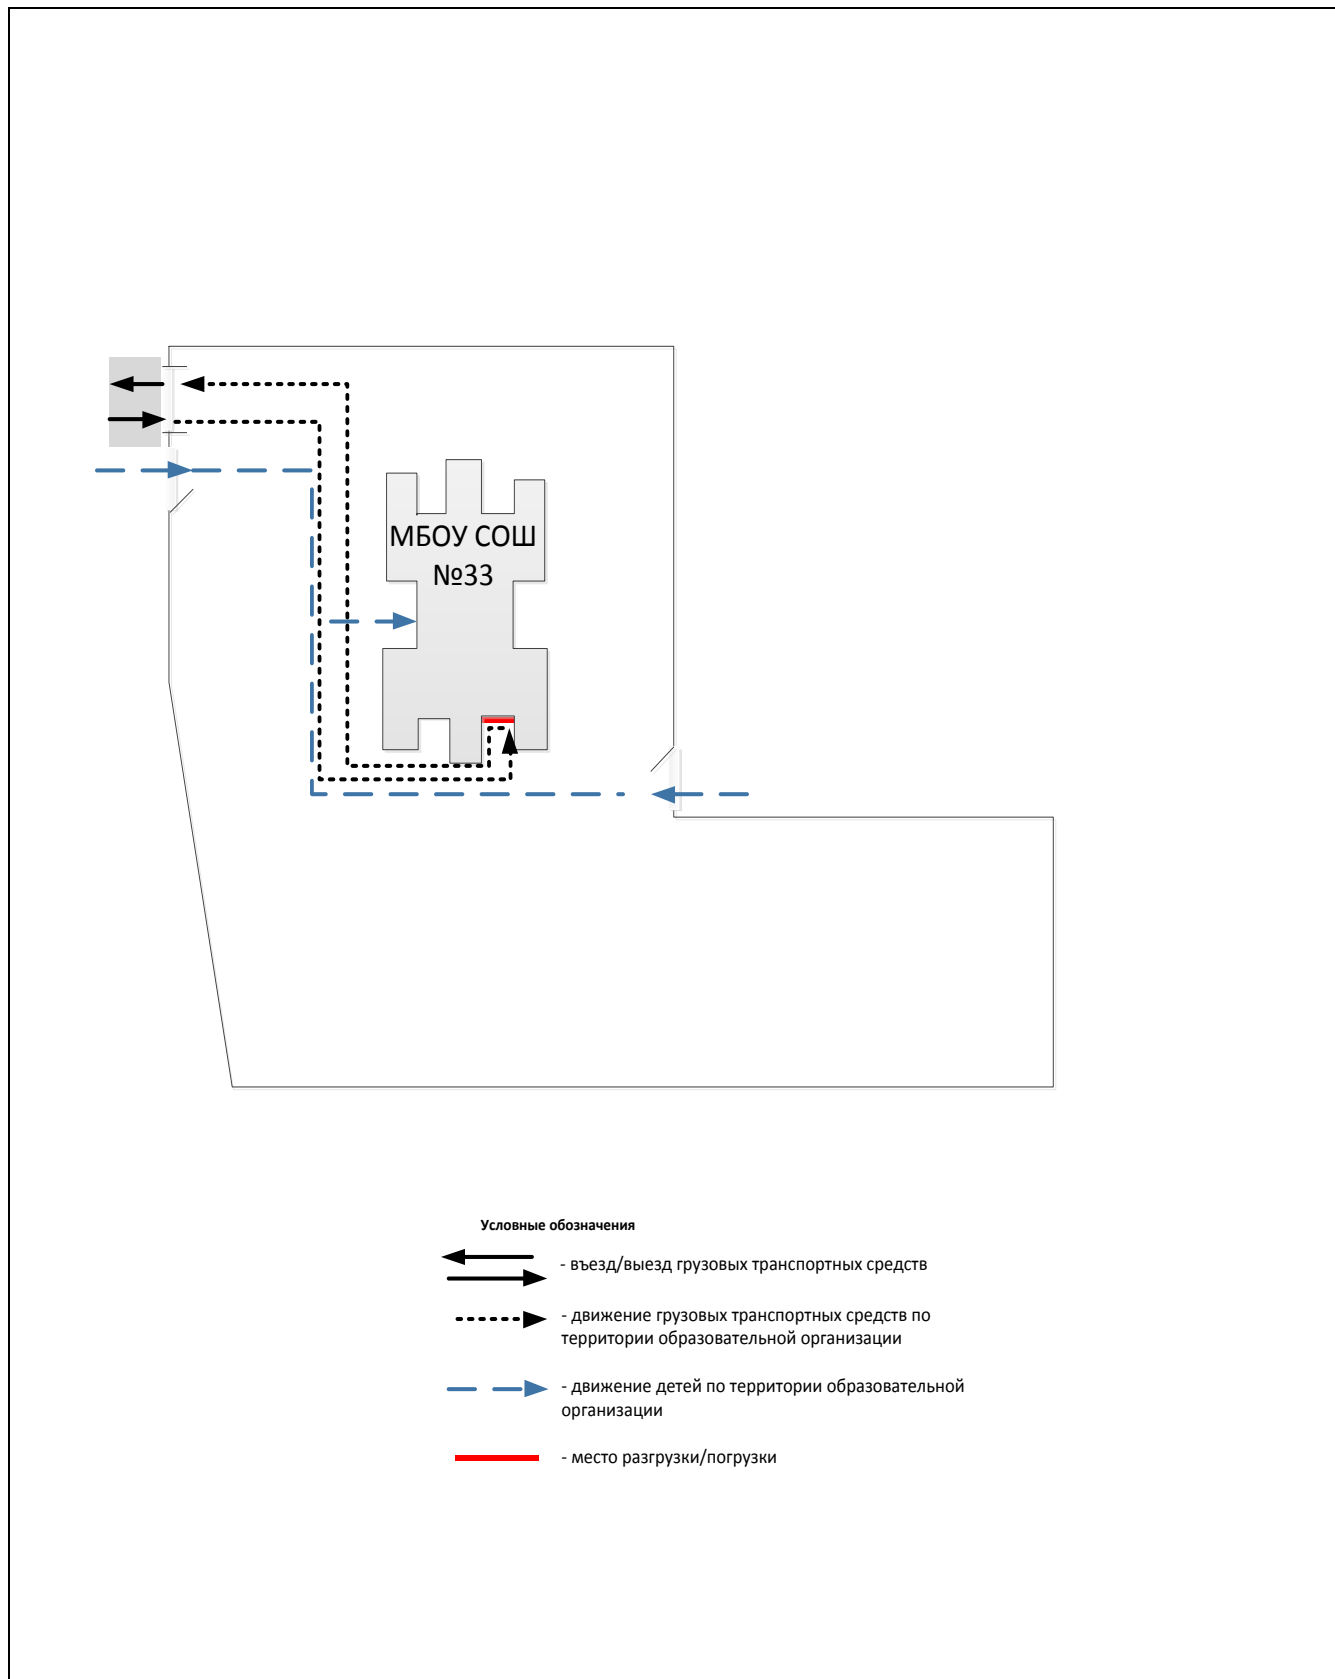 МБОУ СОШ
№33
Условные обозначения
- въезд/выезд грузовых транспортных средств
- движение грузовых транспортных средств по
территории образовательной организации
- движение детей по территории образовательной
организации
- место разгрузки/погрузки